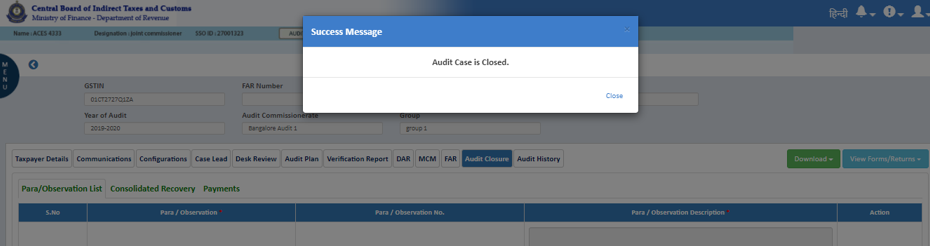 Central Board of Indirect Taxes and Customs
Ministry of Finance - Department of Revenue
हिन्दी
Name : ACES 4333 Designation : Joint commissioner SSO ID : 27001323
Success Message
Audit Case is Closed.
Close
MENU
GSTIN
FAR Number
01CT2727Q1ZA
Year of Audit
Audit Commissionerate
Group
2019-2020
Bangalore Audit 1
group 1
Taxpayer Details Communications Configurations Case Lead Desk Review Audit Plan Verification Report DAR MCM FAR Audit Closure Audit History
Download
View Forms/Returns
Para/Observation List Consolidated Recovery Payments
S.No Para / Observation Para / Observation No. Para / Observation Description Action